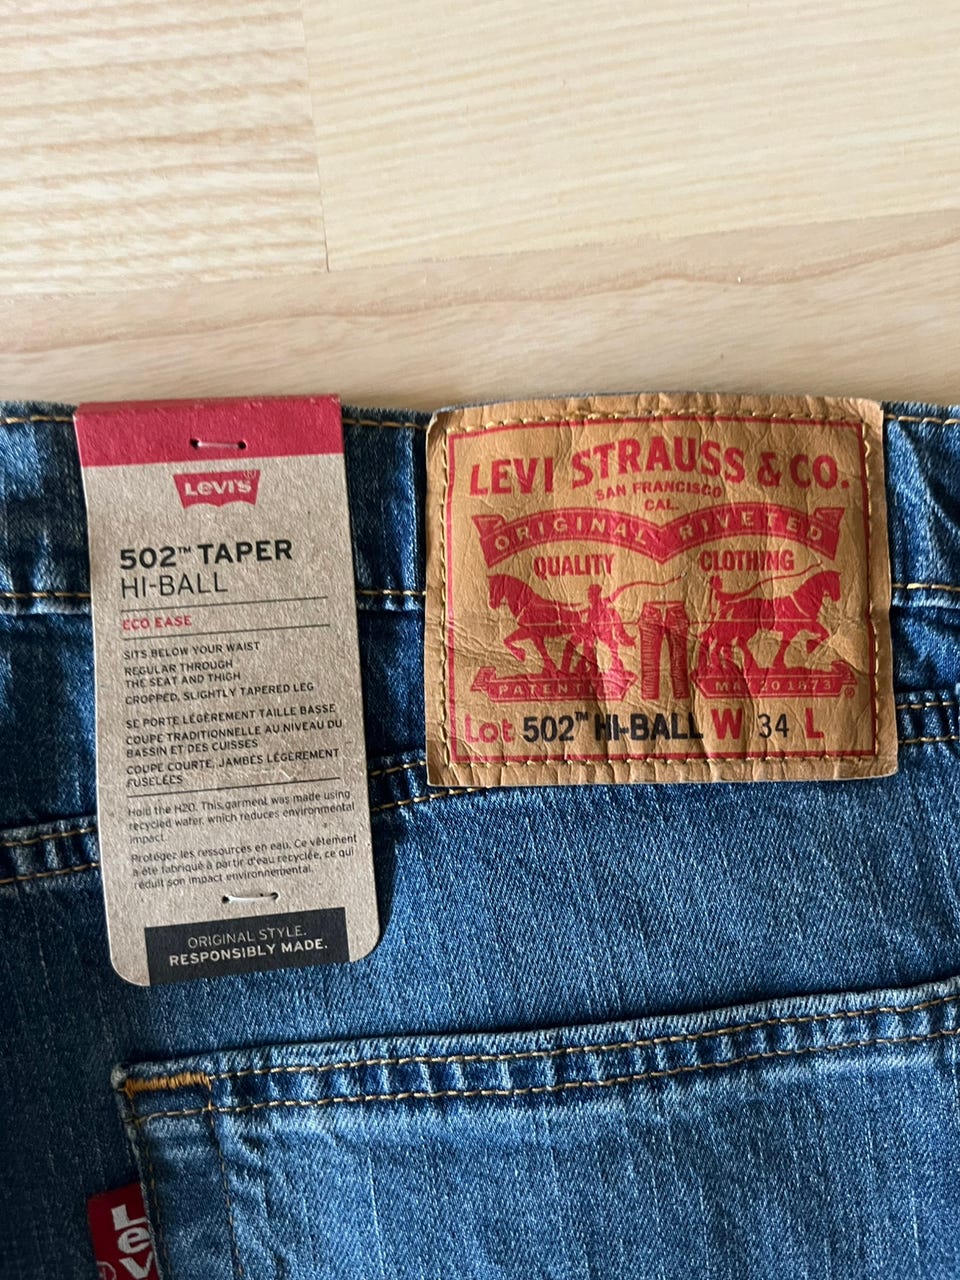 LEVI'S
502™ TAPER
HI-BALL
ECO EASE
SITS BELOW YOUR WAIST
REGULAR THROUGH
THE SEAT AND THIGH
CROPPED, SLIGHTLY TAPERED LEG
SE PORTE LÉGÈREMENT TAILLE BASSE
COUPE TRADITIONNELLE AU NIVEAU DU
BASSIN ET DES CUISSES
COUPE COURTE, JAMBES LÉGÈREMENT
FUSELÉES
Hold the H2O. This garment was made using
recycled water, which reduces environmental
impact.
Protégez les ressources en eau. Ce vêtement
a été fabriqué à partir d'eau recyclée, ce qui
réduit son impact environnemental.
ORIGINAL STYLE.
RESPONSIBLY MADE.
LEVI STRAUSS & CO.
SAN FRANCISCO
CAL.
ORIGINAL RIVETED
QUALITY CLOTHING
PATENTED MAY 20 1873 ®
Lot 502™ HI-BALL W 34 L
Lev